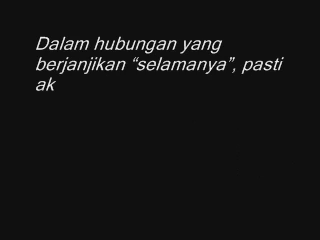 Dalam hubungan yang
berjanjikan “selamanya”, pasti
ak